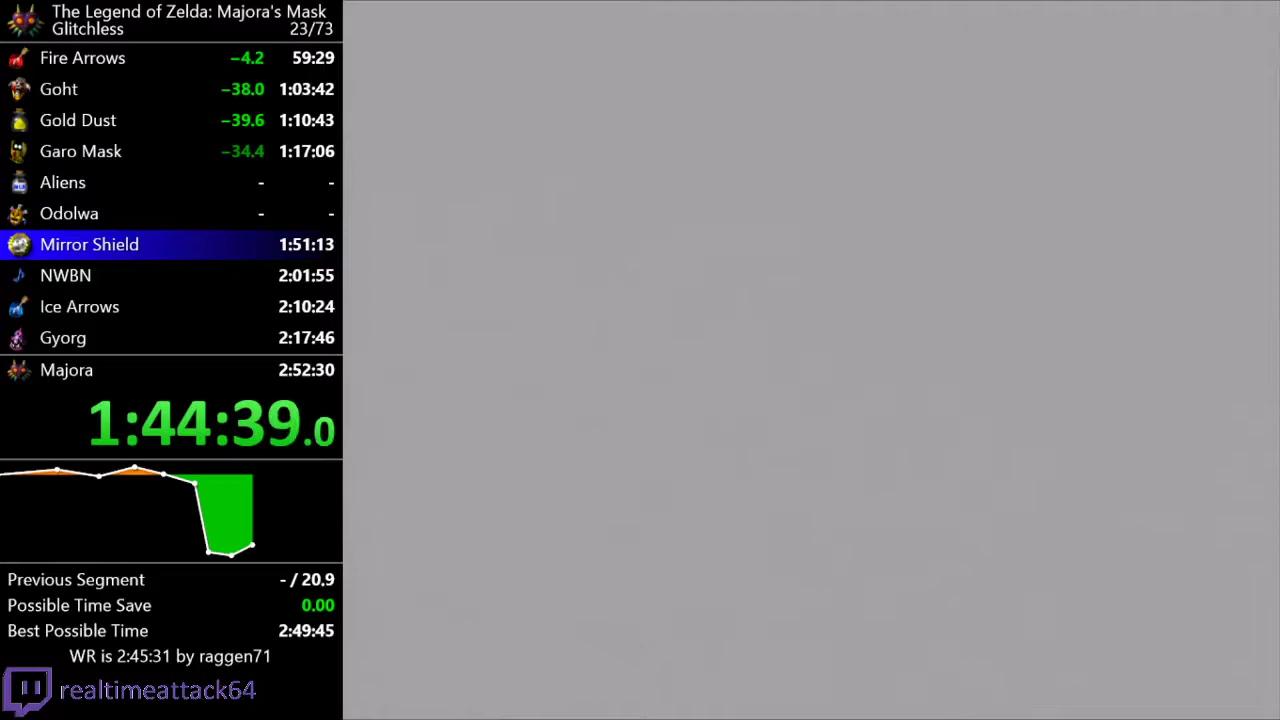 The Legend of Zelda: Majora's Mask
Glitchless 23/73
Fire Arrows −4.2 59:29
Goht −38.0 1:03:42
Gold Dust −39.6 1:10:43
Garo Mask −34.4 1:17:06
Aliens - -
Odolwa - -
Mirror Shield 1:51:13
NWBN 2:01:55
Ice Arrows 2:10:24
Gyorg 2:17:46
Majora 2:52:30
1:44:39.0
Previous Segment - / 20.9
Possible Time Save 0.00
Best Possible Time 2:49:45
WR is 2:45:31 by raggen71
realtimeattack64